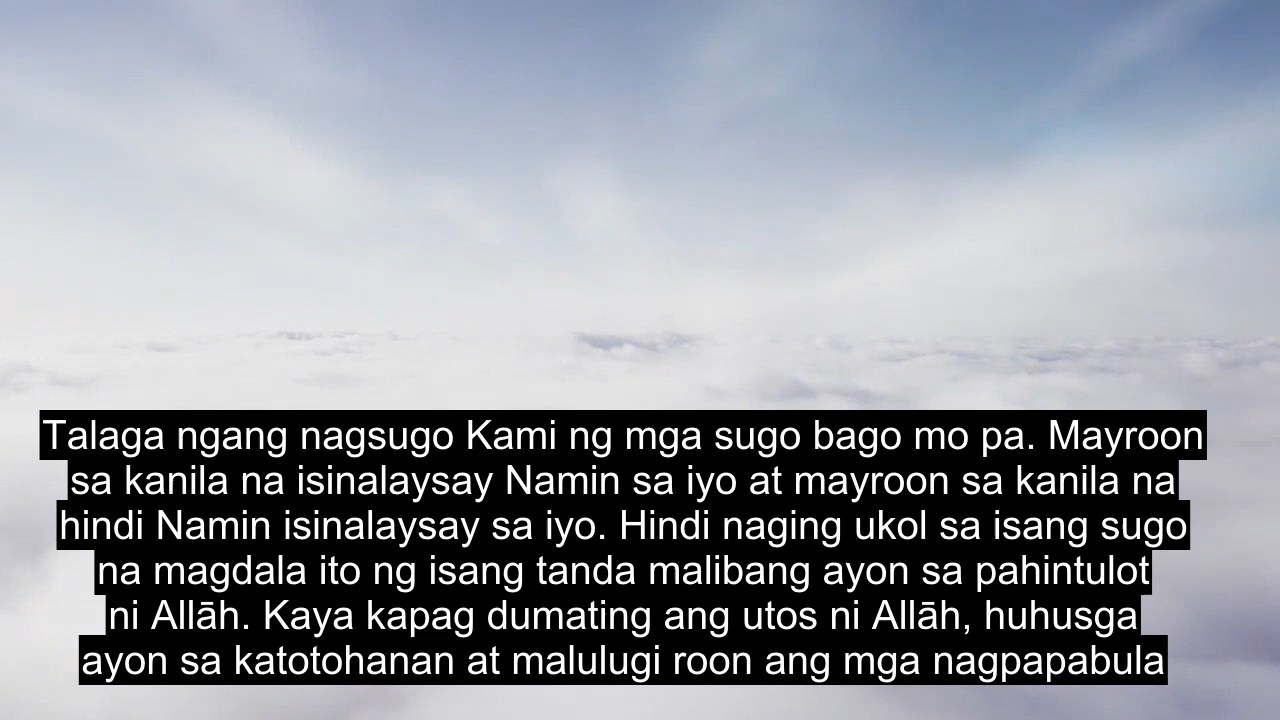 Talaga ngang nagsugo Kami ng mga sugo bago mo pa. Mayroon
sa kanila na isinalaysay Namin sa iyo at mayroon sa kanila na
hindi Namin isinalaysay sa iyo. Hindi naging ukol sa isang sugo
na magdala ito ng isang tanda malibang ayon sa pahintulot
ni Allāh. Kaya kapag dumating ang utos ni Allāh, huhusga
ayon sa katotohanan at malulugi roon ang mga nagpapabula